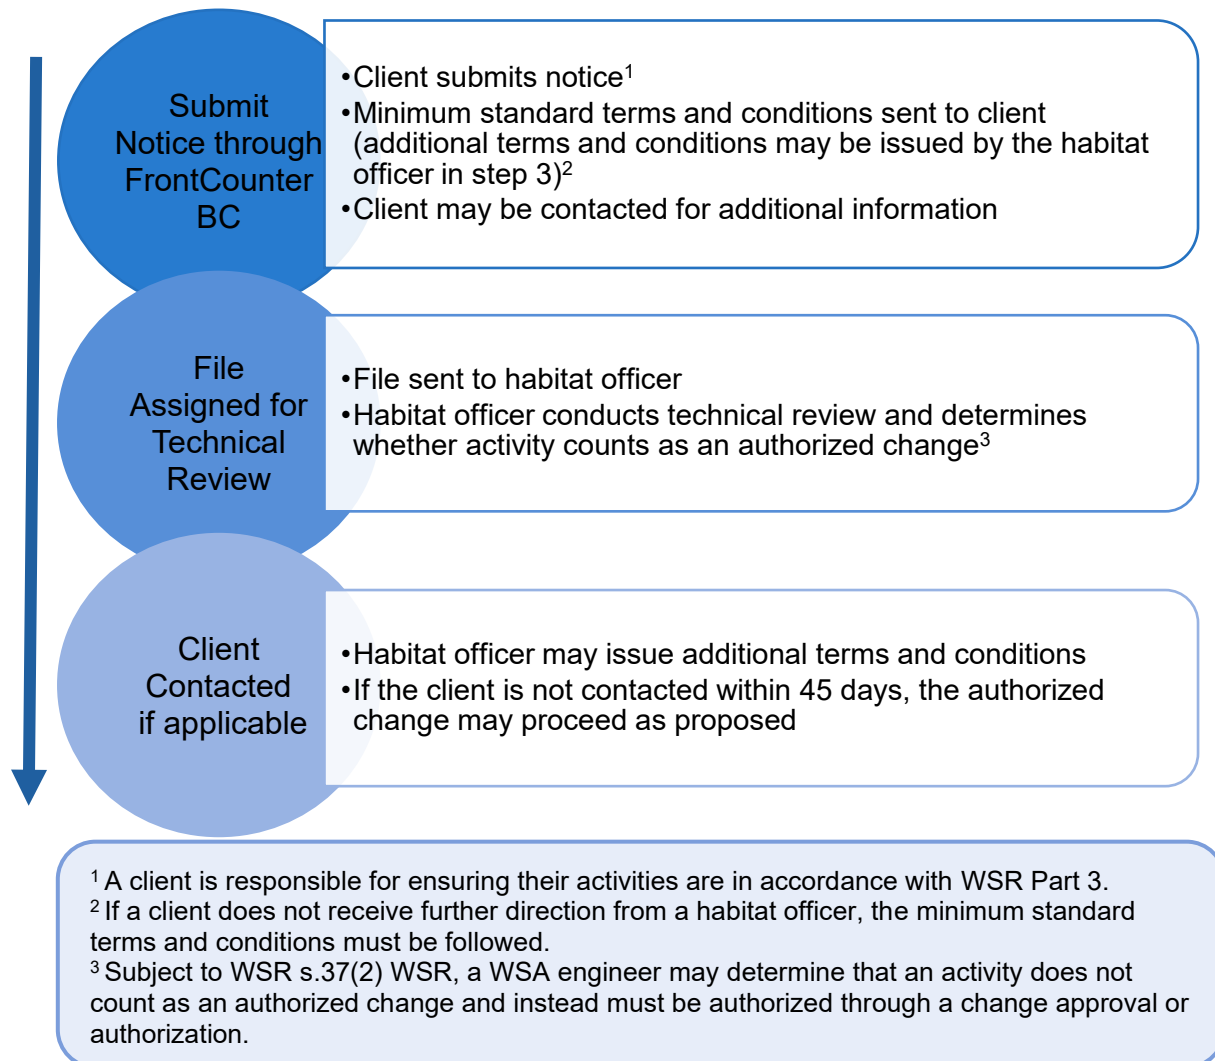 Submit
Notice through
FrontCounter
BC
•Client submits notice¹
•Minimum standard terms and conditions sent to client
(additional terms and conditions may be issued by the habitat
officer in step 3)²
•Client may be contacted for additional information
File
Assigned for
Technical
Review
•File sent to habitat officer
•Habitat officer conducts technical review and determines
whether activity counts as an authorized change³
Client
Contacted
if applicable
•Habitat officer may issue additional terms and conditions
•If the client is not contacted within 45 days, the authorized
change may proceed as proposed
¹ A client is responsible for ensuring their activities are in accordance with WSR Part 3.
² If a client does not receive further direction from a habitat officer, the minimum standard
terms and conditions must be followed.
³ Subject to WSR s.37(2) WSR, a WSA engineer may determine that an activity does not
count as an authorized change and instead must be authorized through a change approval or
authorization.